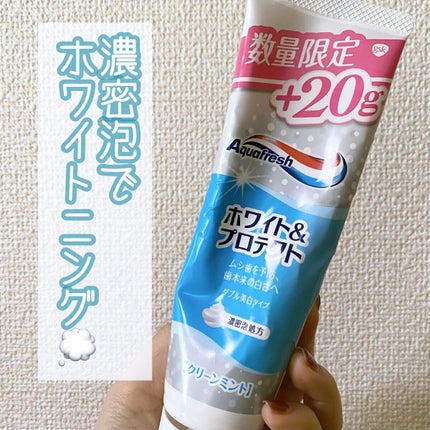 濃密泡で
ホワイトニング
数量限定
gsk
+20g
Aquafresh
ホワイト&
プロテクト
ムシ歯を予防、
歯本来の白さへ
ダブル美白タイプ
濃密泡処方
[クリーンミント]